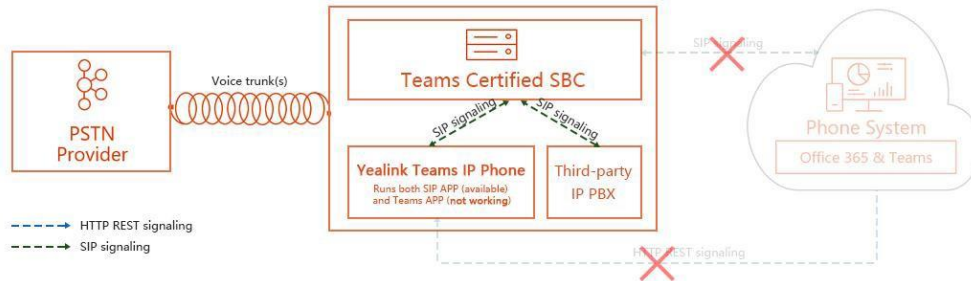 SIP signaling
Teams Certified SBC
Voice trunk(s)
PSTN
Provider
SIP signaling
SIP signaling
Phone System
Office 365 & Teams
Yealink Teams IP Phone
Runs both SIP APP (available)
and Teams APP (not working)
Third-party
IP PBX
HTTP REST signaling
SIP signaling
HTTP REST signaling